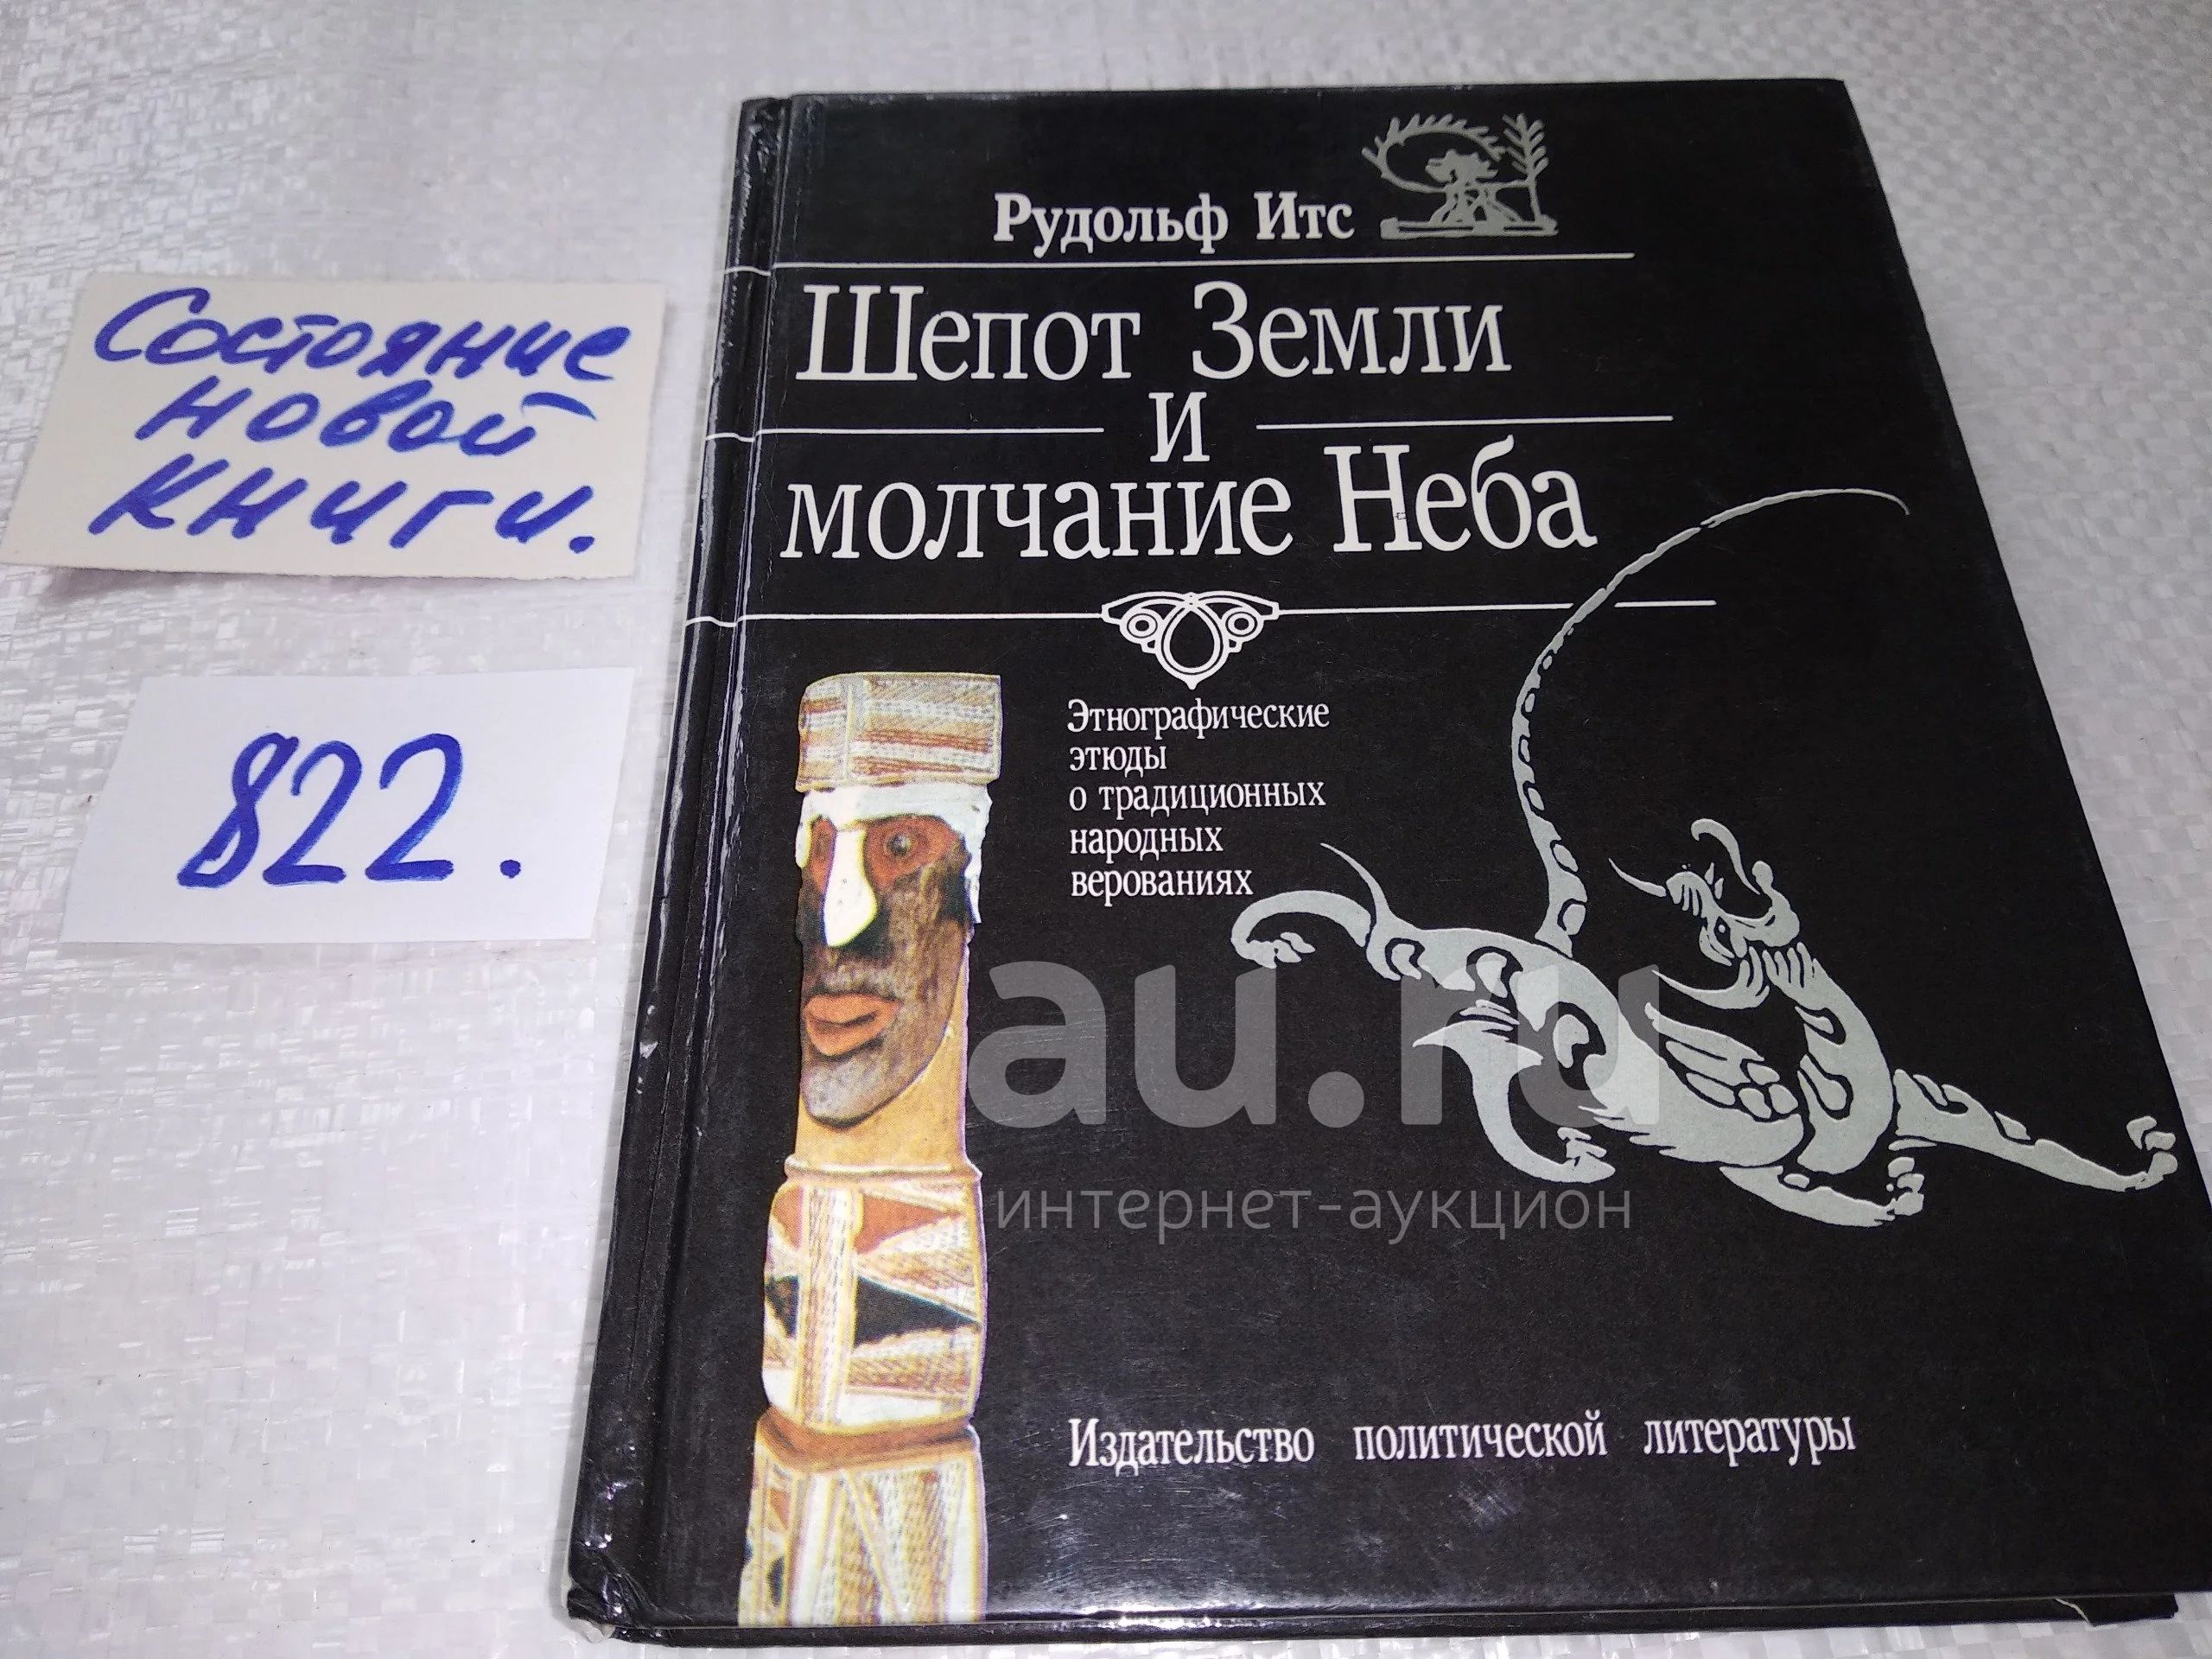 Состояние
новой
книги.
822.
Рудольф Итс
Шепот Земли
и
молчание Неба
Этнографические
этюды
о традиционных
народных
верованиях
au.ru
интернет-аукцион
Издательство политической литературы